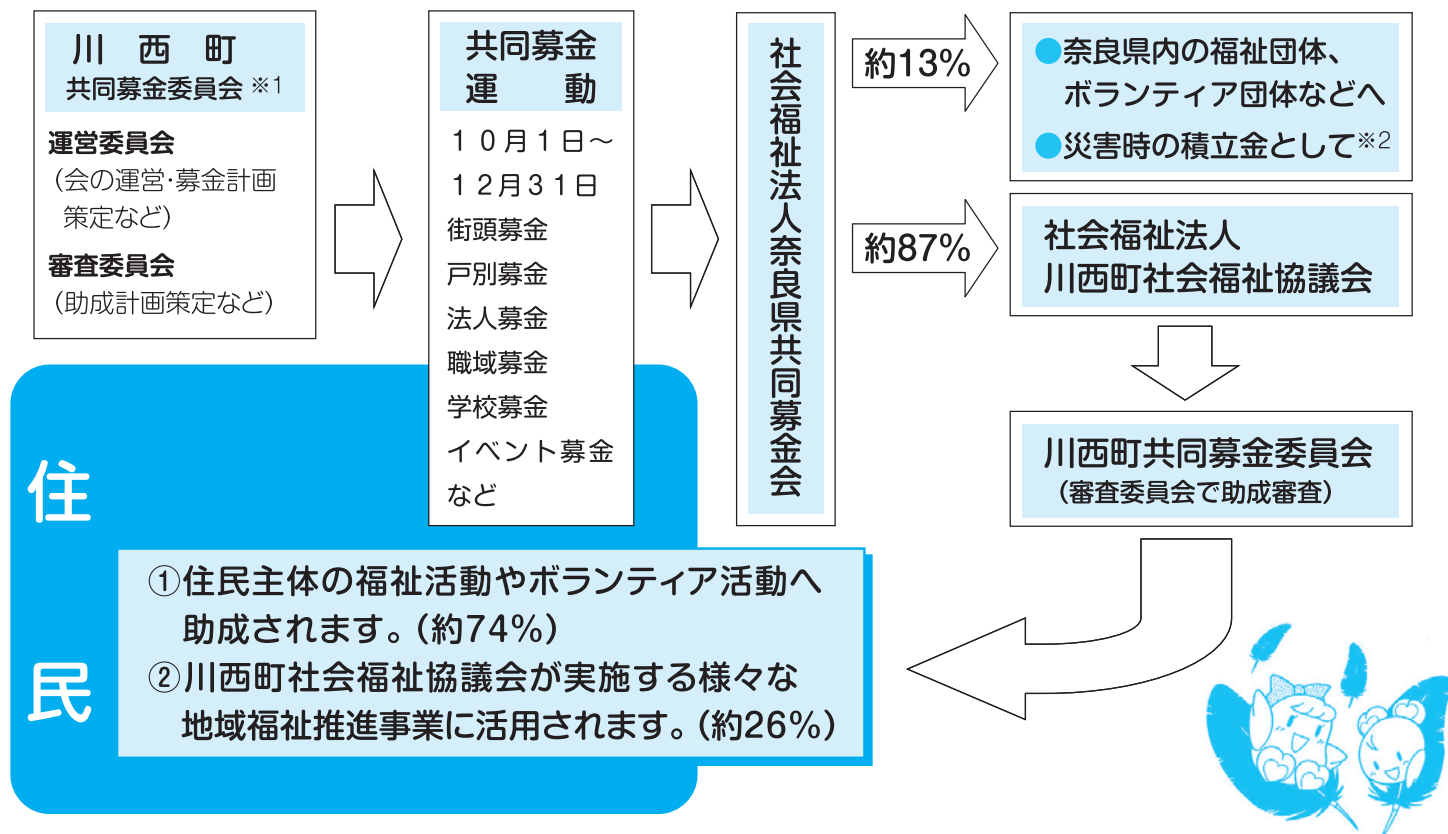 川西町
共同募金委員会 ※1
運営委員会
（会の運営・募金計画
策定など）
審査委員会
（助成計画策定など）
共同募金
運動
10月1日～
12月31日
街頭募金
戸別募金
法人募金
職域募金
学校募金
イベント募金
など
社会福祉法人奈良県共同募金会
約13%
●奈良県内の福祉団体、
ボランティア団体などへ
●災害時の積立金として※2
約87%
社会福祉法人
川西町社会福祉協議会
川西町共同募金委員会
（審査委員会で助成審査）
住民
①住民主体の福祉活動やボランティア活動へ
助成されます。（約74%）
②川西町社会福祉協議会が実施する様々な
地域福祉推進事業に活用されます。（約26%）